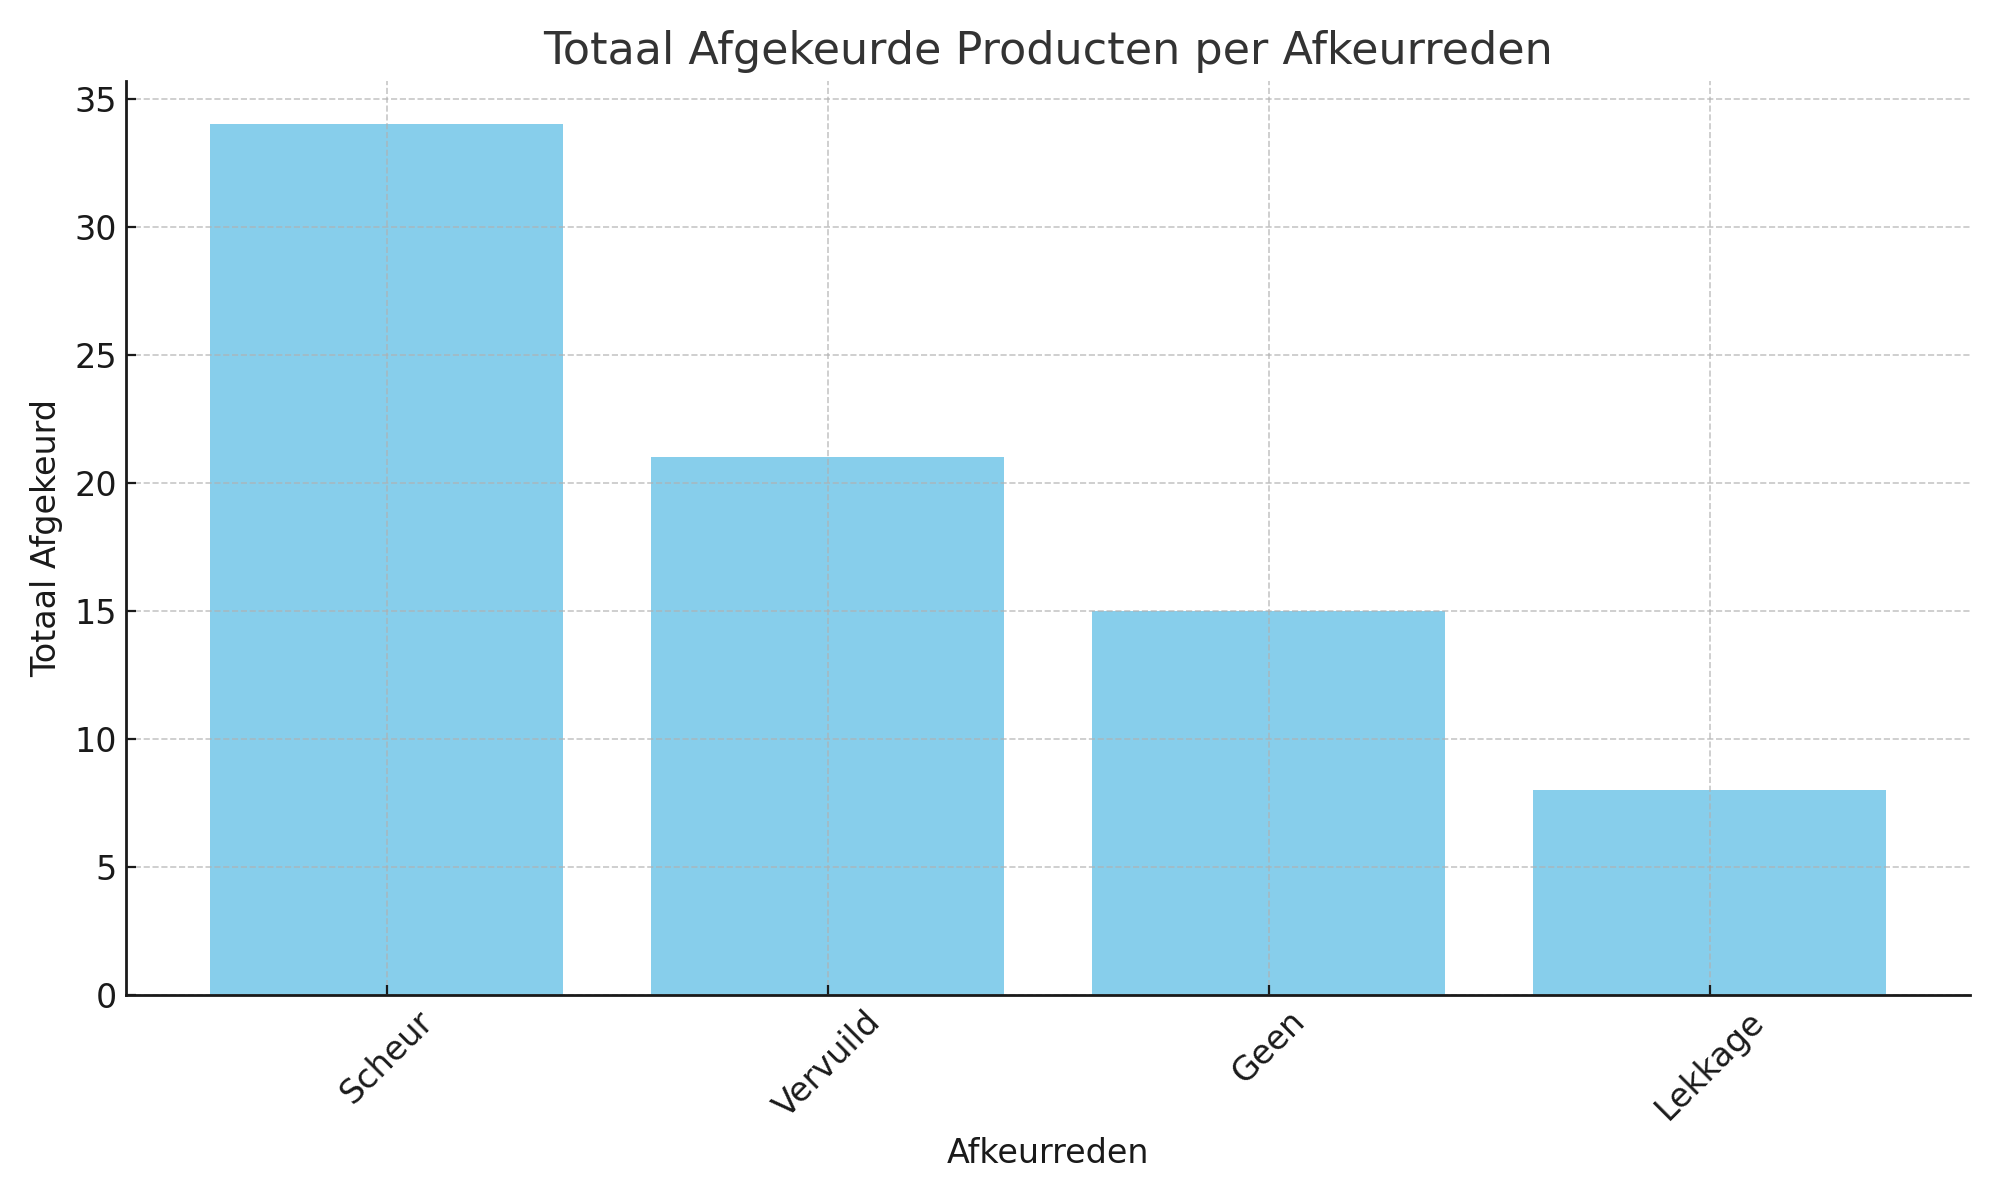 Totaal Afgekeurde Producten per Afkeurreden
Totaal Afgekeurd
35
30
25
20
15
10
5
0
Scheur
Vervuild
Geen
Lekkage
Afkeurreden